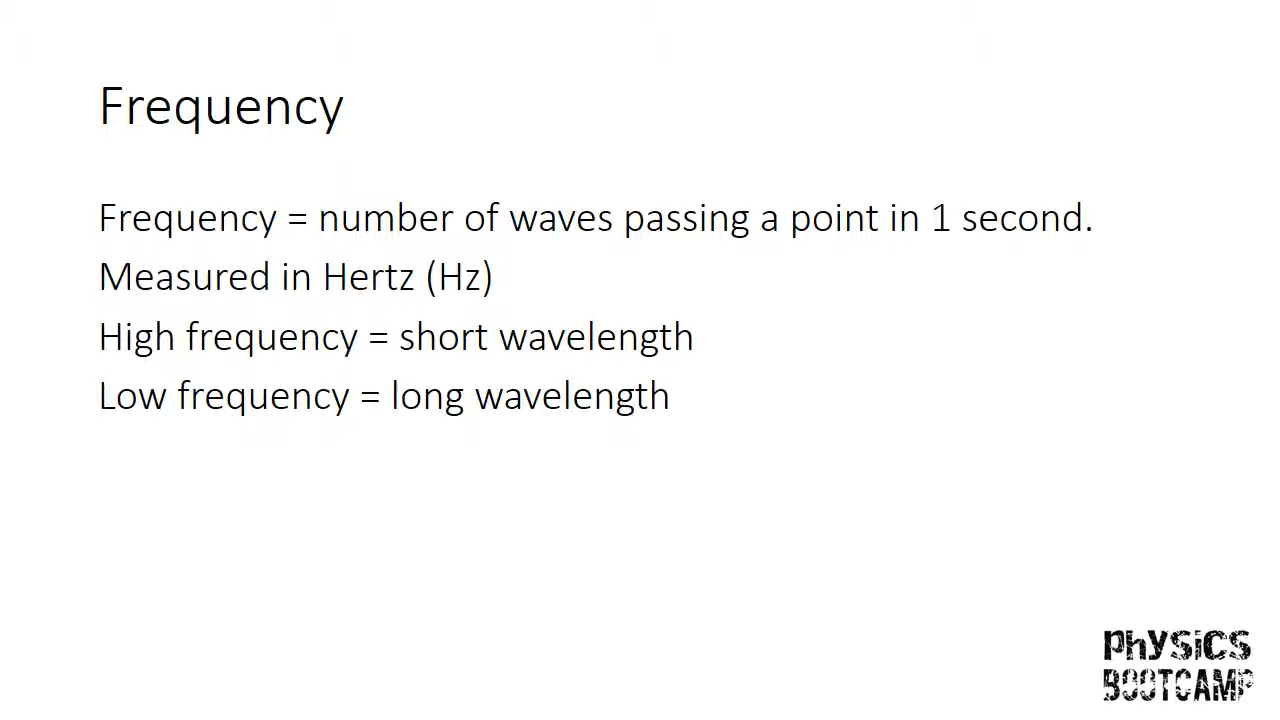 Frequency
Frequency = number of waves passing a point in 1 second.
Measured in Hertz (Hz)
High frequency = short wavelength
Low frequency = long wavelength
PhYSiCS
BOOTCAMP